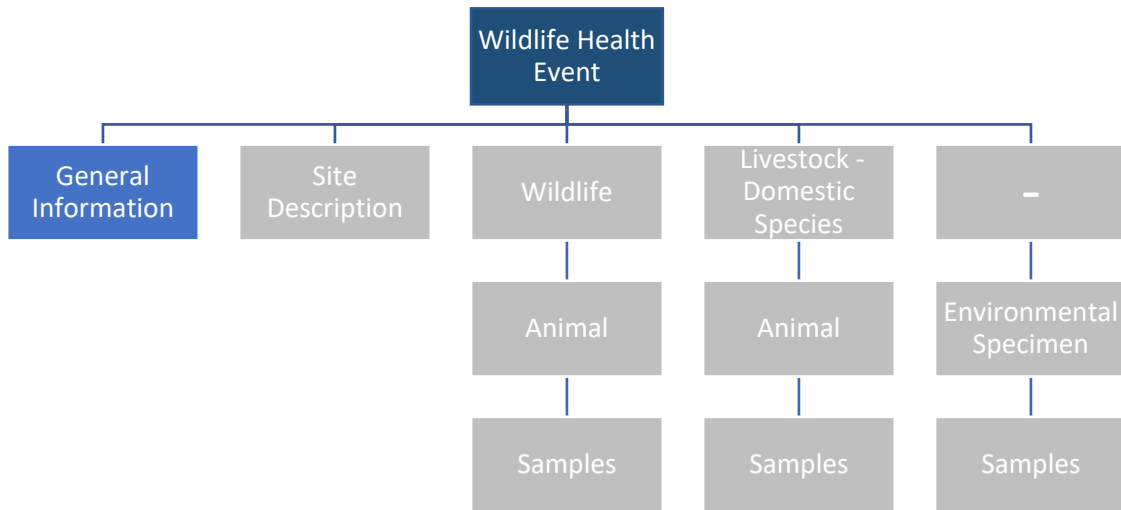 Wildlife Health
Event
General
Information
Site
Description
Wildlife
Livestock -
Domestic
Species
–
Animal
Animal
Environmental
Specimen
Samples
Samples
Samples